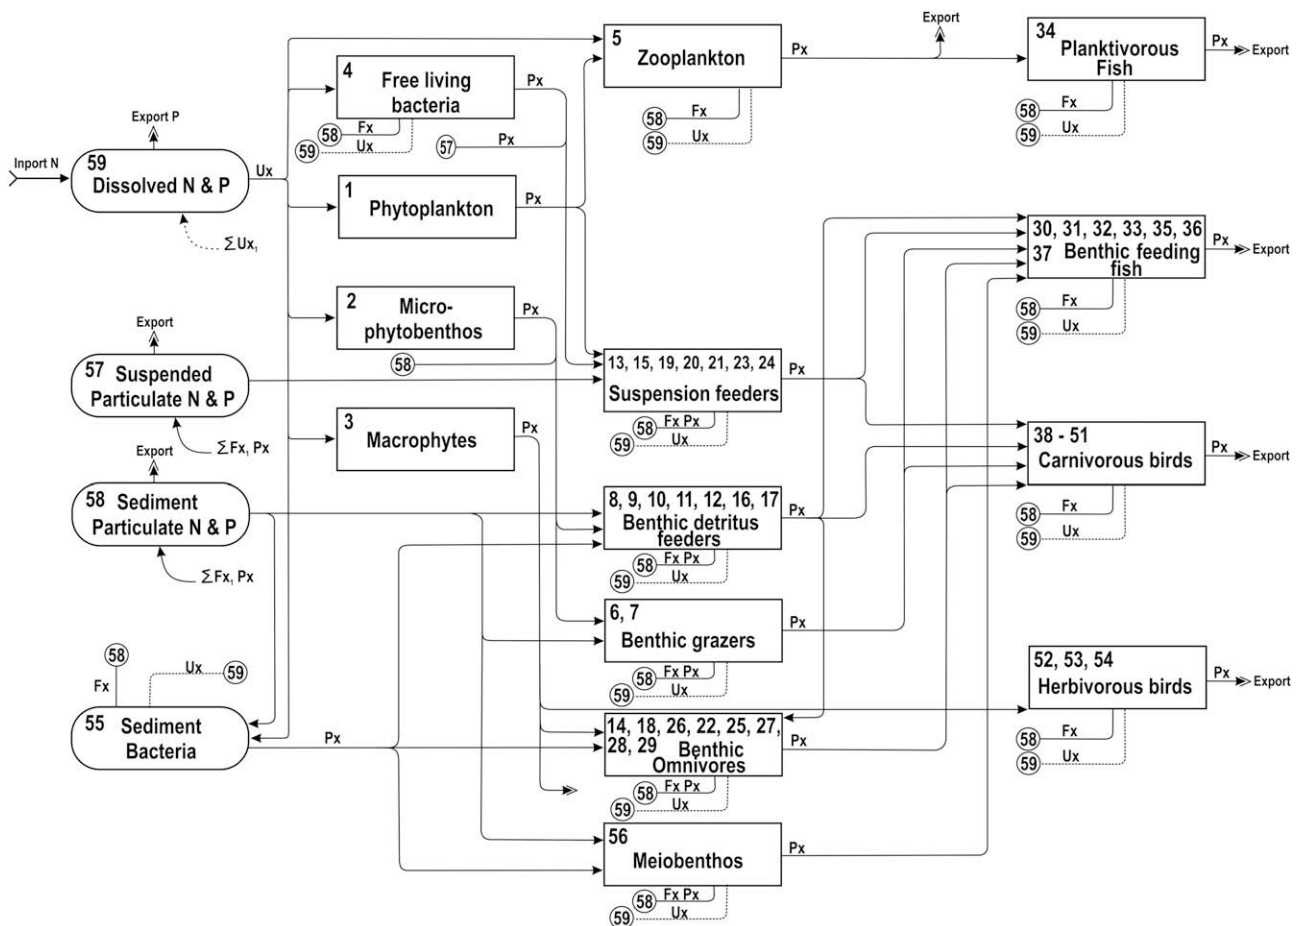 Export
5
Zooplankton
Px
34
Planktivorous
Fish
Px
Export
58
Fx
59
Ux
58
Fx
59
Ux
4
Free living
bacteria
Px
58
Fx
59
Ux
57
Px
Export P
Inport N
59
Dissolved N & P
Ux
ΣUx₁
1
Phytoplankton
Px
30, 31, 32, 33, 35, 36
37 Benthic feeding
fish
Px
Export
58
Fx
59
Ux
2
Micro-
phytobenthos
Px
58
Export
57 Suspended
Particulate N & P
ΣFx₁ Px
13, 15, 19, 20, 21, 23, 24
Suspension feeders
Px
58
Fx Px
59
Ux
3
Macrophytes
Px
38 - 51
Carnivorous birds
Px
Export
58
Fx
59
Ux
Export
58 Sediment
Particulate N & P
ΣFx₁ Px
8, 9, 10, 11, 12, 16, 17
Benthic detritus
feeders
Px
58
Fx Px
59
Ux
6, 7
Benthic grazers
Px
58
Fx Px
59
Ux
52, 53, 54
Herbivorous birds
Px
Export
58
Fx
59
Ux
58
Fx
Ux
59
55 Sediment
Bacteria
Px
14, 18, 26, 22, 25, 27,
28, 29 Benthic
Omnivores
Px
58
Fx Px
59
Ux
56
Meiobenthos
Px
58
Fx Px
59
Ux